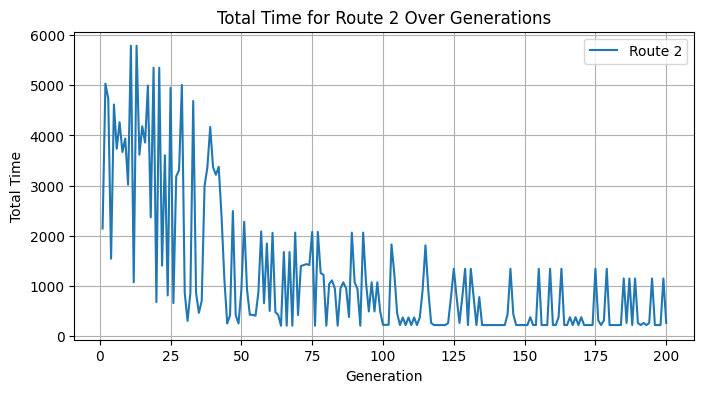 Total Time for Route 2 Over Generations
6000
5000
4000
3000
2000
1000
0
Total Time
Route 2
0 25 50 75 100 125 150 175 200
Generation